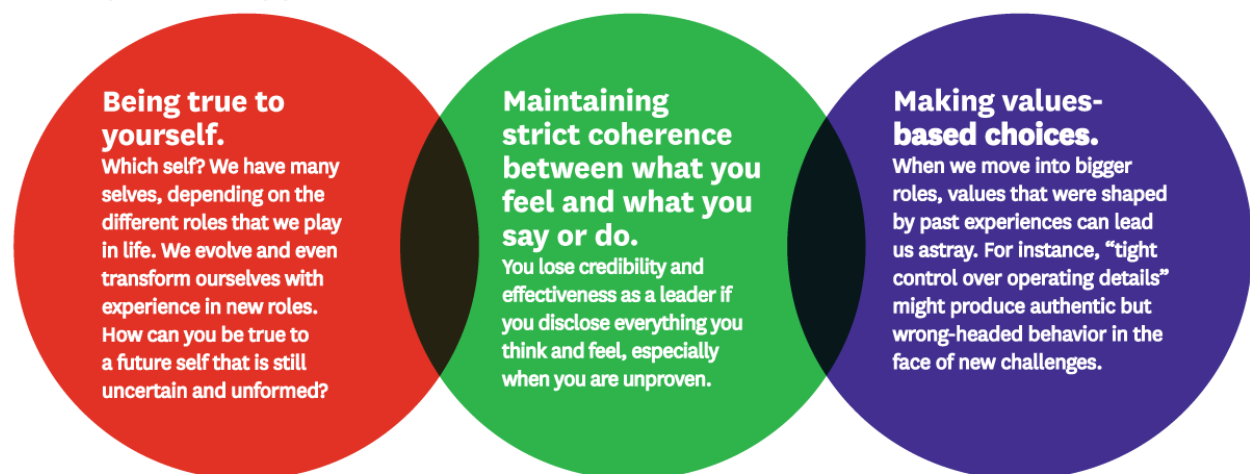 Being true to
yourself.
Which self? We have many
selves, depending on the
different roles that we play
in life. We evolve and even
transform ourselves with
experience in new roles.
How can you be true to
a future self that is still
uncertain and unformed?
Maintaining
strict coherence
between what you
feel and what you
say or do.
You lose credibility and
effectiveness as a leader if
you disclose everything you
think and feel, especially
when you are unproven.
Making values-
based choices.
When we move into bigger
roles, values that were shaped
by past experiences can lead
us astray. For instance, “tight
control over operating details”
might produce authentic but
wrong-headed behavior in the
face of new challenges.